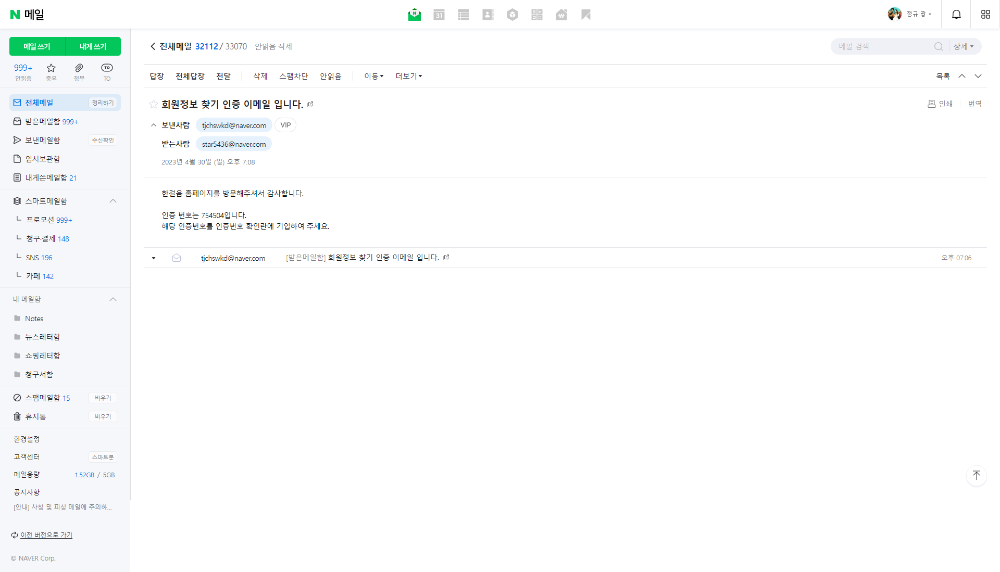 N 메일
31
정규 짱
메일 쓰기 내게 쓰기
999+
안읽음 중요 첨부 TO
전체메일 정리하기
받은메일함 999+
보낸메일함 수신확인
임시보관함
내게쓴메일함 21
스마트메일함
프로모션 999+
청구·결제 148
SNS 196
카페 142
내 메일함
Notes
뉴스레터함
쇼핑레터함
청구서함
스팸메일함 15 비우기
휴지통 비우기
환경설정
고객센터 스마트봇
메일용량 1.52GB / 5GB
공지사항
[안내] 사칭 및 피싱 메일에 주의하...
이전 버전으로 가기
© NAVER Corp.
전체메일 32112 / 33070 안읽음 삭제
메일 검색 상세
답장 전체답장 전달 삭제 스팸차단 안읽음 이동 더보기 목록
회원정보 찾기 인증 이메일 입니다. 인쇄 번역
보낸사람 tjchswkd@naver.com VIP
받는사람 star5436@naver.com
2023년 4월 30일 (일) 오후 7:08
한걸음 홈페이지를 방문해주셔서 감사합니다.
인증 번호는 754504입니다.
해당 인증번호를 인증번호 확인란에 기입하여 주세요.
tjchswkd@naver.com [받은메일함] 회원정보 찾기 인증 이메일 입니다. 오후 07:06